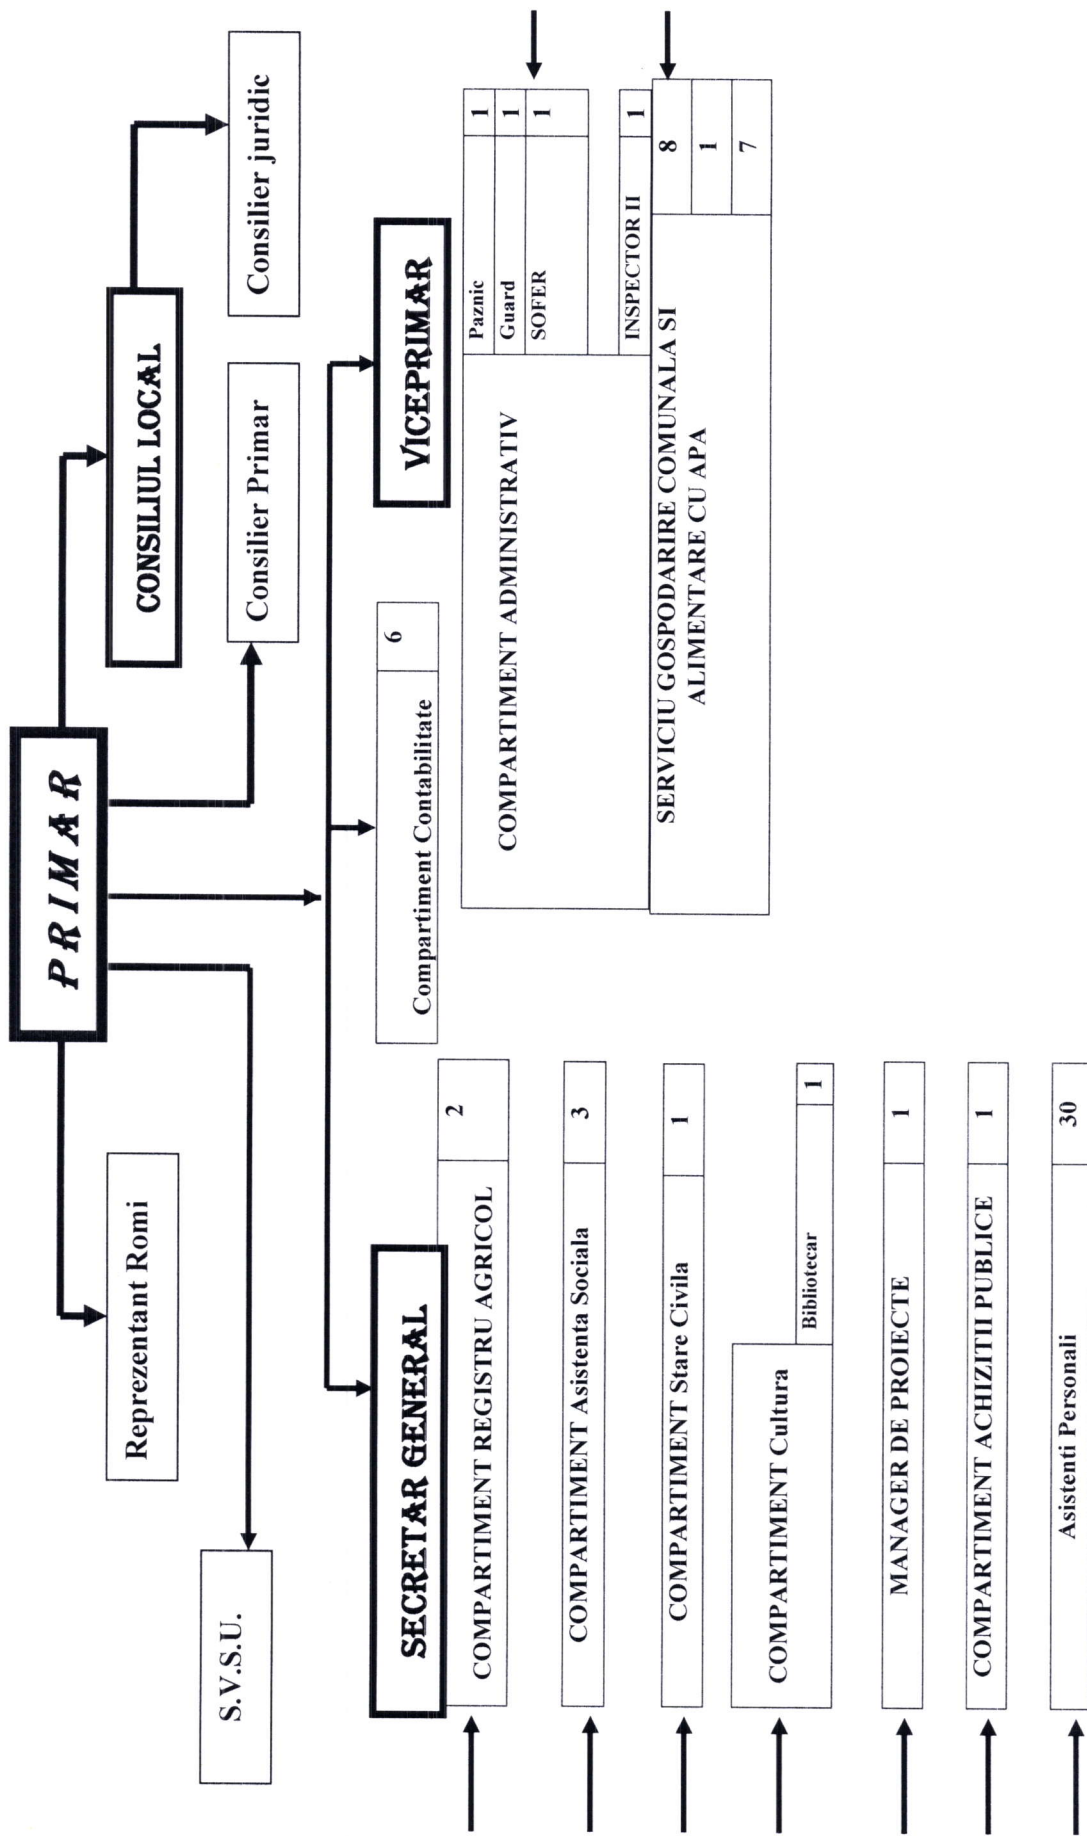 PRIMAR
CONSILIUL LOCAL
Reprezentant Romi
Consilier Primar
Consilier juridic
S.V.S.U.
SECRETAR GENERAL
Compartiment Contabilitate 6
VICEPRIMAR
COMPARTIMENT REGISTRU AGRICOL 2
COMPARTIMENT Asistenta Sociala 3
COMPARTIMENT Stare Civila 1
COMPARTIMENT Cultura
Bibliotecar 1
MANAGER DE PROIECTE 1
COMPARTIMENT ACHIZITII PUBLICE 1
Asistenti Personali 30
COMPARTIMENT ADMINISTRATIV
Paznic 1
Guard 1
SOFER 1
INSPECTOR II 1
SERVICIU GOSPODARIRE COMUNALA SI
ALIMENTARE CU APA
8
1
7